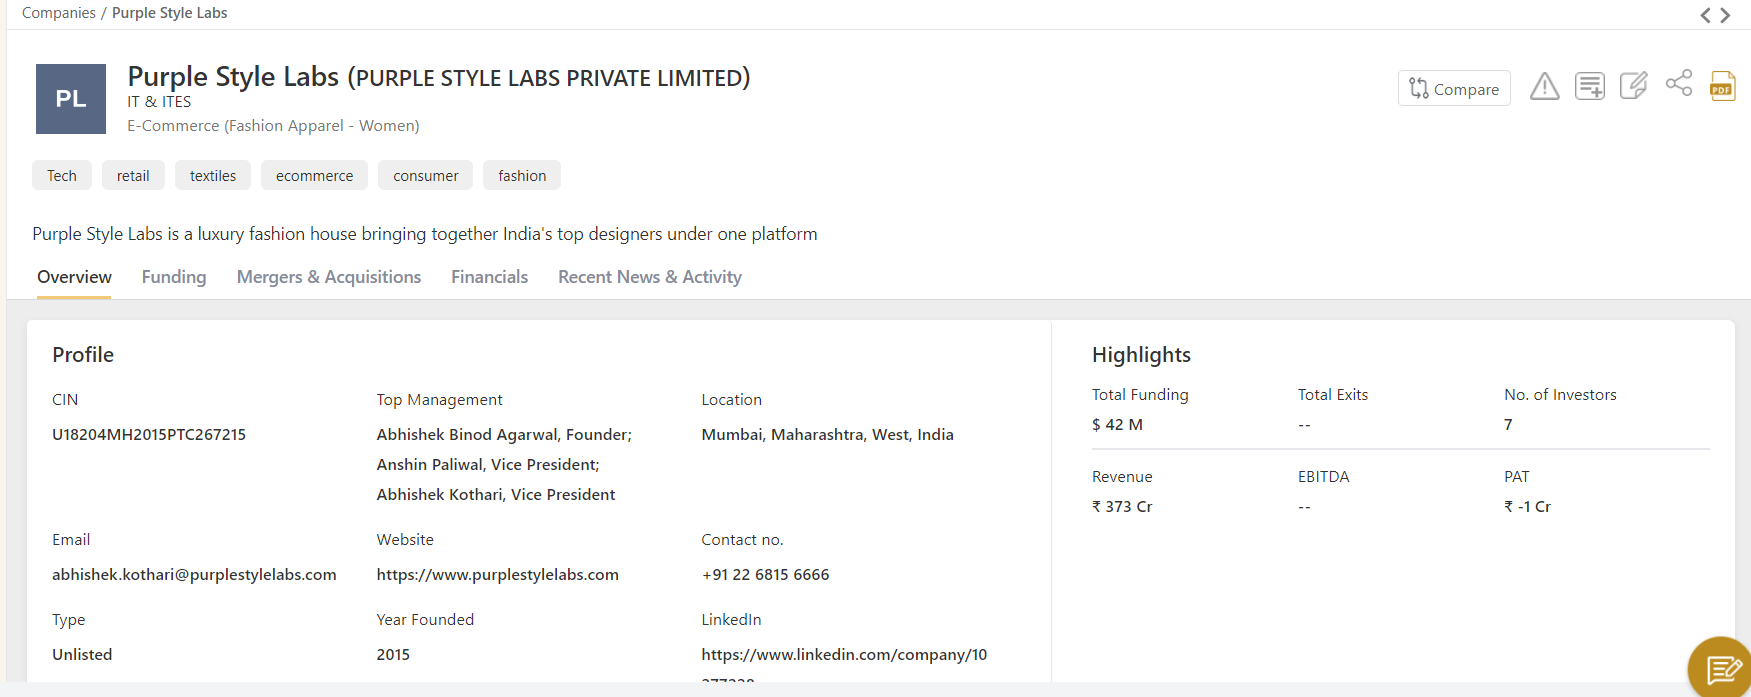 Companies / Purple Style Labs
PL
Purple Style Labs (PURPLE STYLE LABS PRIVATE LIMITED)
IT & ITES
E-Commerce (Fashion Apparel - Women)
Compare
PDF
Tech retail textiles ecommerce consumer fashion
Purple Style Labs is a luxury fashion house bringing together India's top designers under one platform
Overview Funding Mergers & Acquisitions Financials Recent News & Activity
Profile
CIN Top Management Location
U18204MH2015PTC267215 Abhishek Binod Agarwal, Founder; Mumbai, Maharashtra, West, India
Anshin Paliwal, Vice President;
Abhishek Kothari, Vice President
Email Website Contact no.
abhishek.kothari@purplestylelabs.com https://www.purplestylelabs.com +91 22 6815 6666
Type Year Founded LinkedIn
Unlisted 2015 https://www.linkedin.com/company/10
Highlights
Total Funding Total Exits No. of Investors
$ 42 M -- 7
Revenue EBITDA PAT
₹ 373 Cr -- ₹ -1 Cr